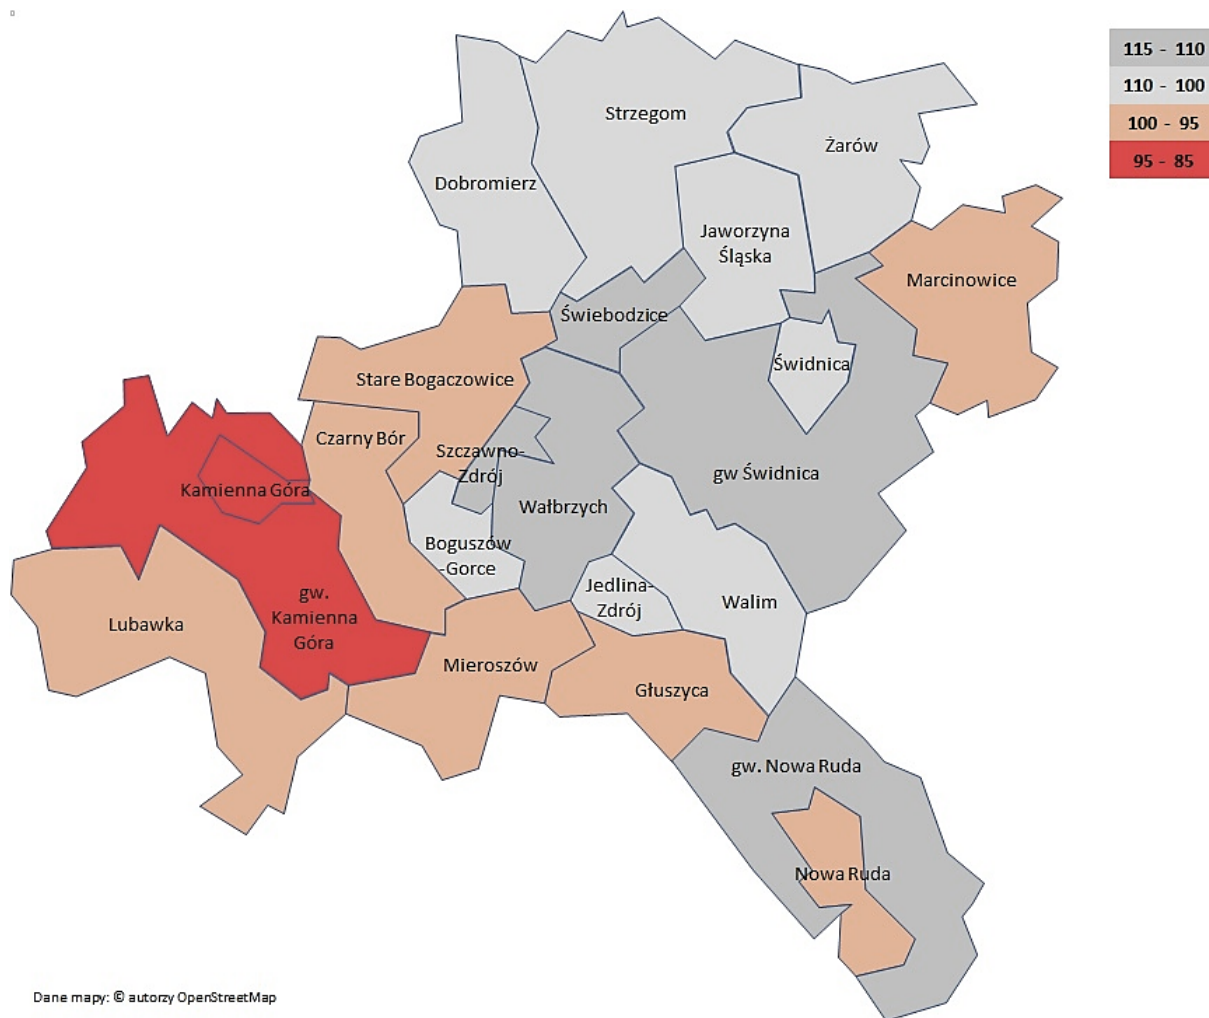 115 - 110
110 - 100
100 - 95
95 - 85
Strzegom
Żarów
Dobromierz
Jaworzyna
Śląska
Marcinowice
Świebodzice
Świdnica
Stare Bogaczowice
Czarny Bór
Szczawno-
Zdrój
gw Świdnica
Kamienna Góra
Wałbrzych
Boguszów
-Gorce
Jedlina-
Zdrój
Walim
gw.
Kamienna
Góra
Lubawka
Mieroszów
Głuszyca
gw. Nowa Ruda
Nowa Ruda
Dane mapy: © autorzy OpenStreetMap